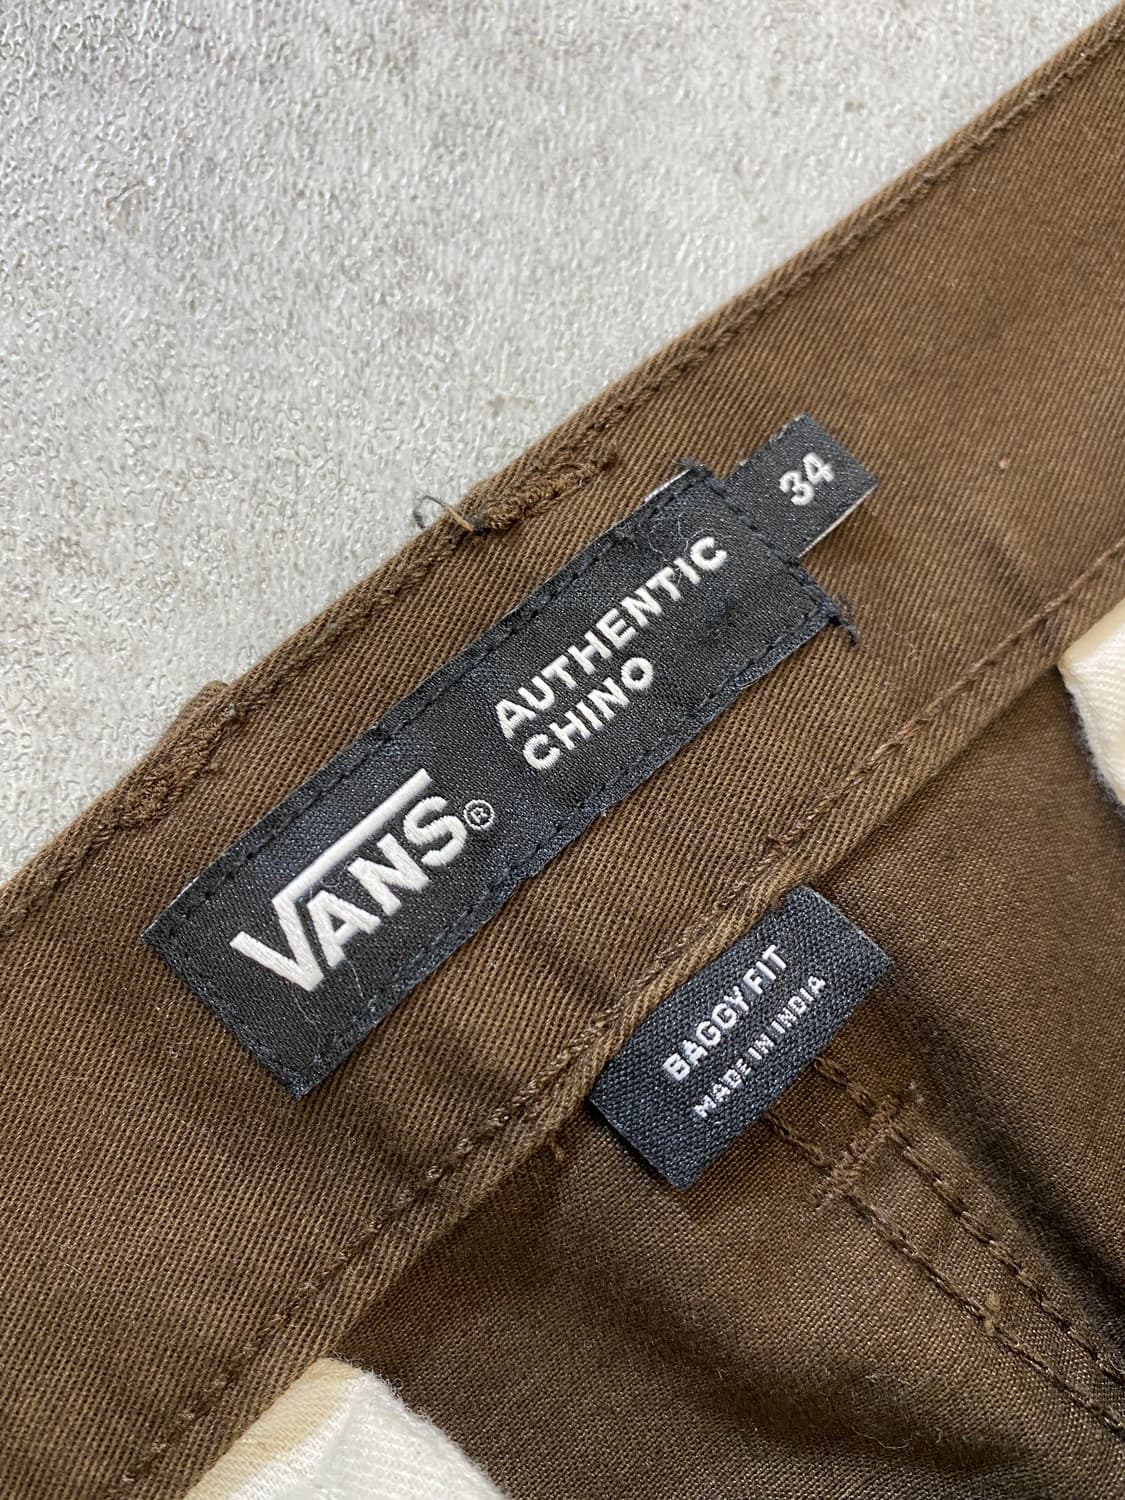 34
AUTHENTIC
CHINO
VANS®
BAGGY FIT
MADE IN INDIA